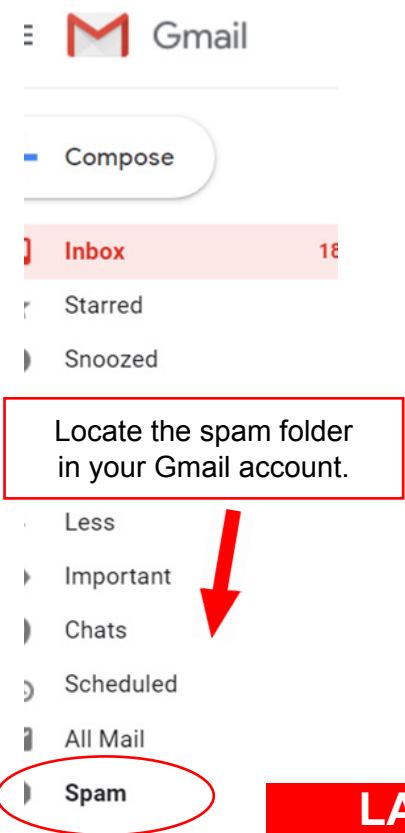 Gmail
Compose
Inbox 18
Starred
Snoozed
Locate the spam folder
in your Gmail account.
Less
Important
Chats
Scheduled
All Mail
Spam
LA